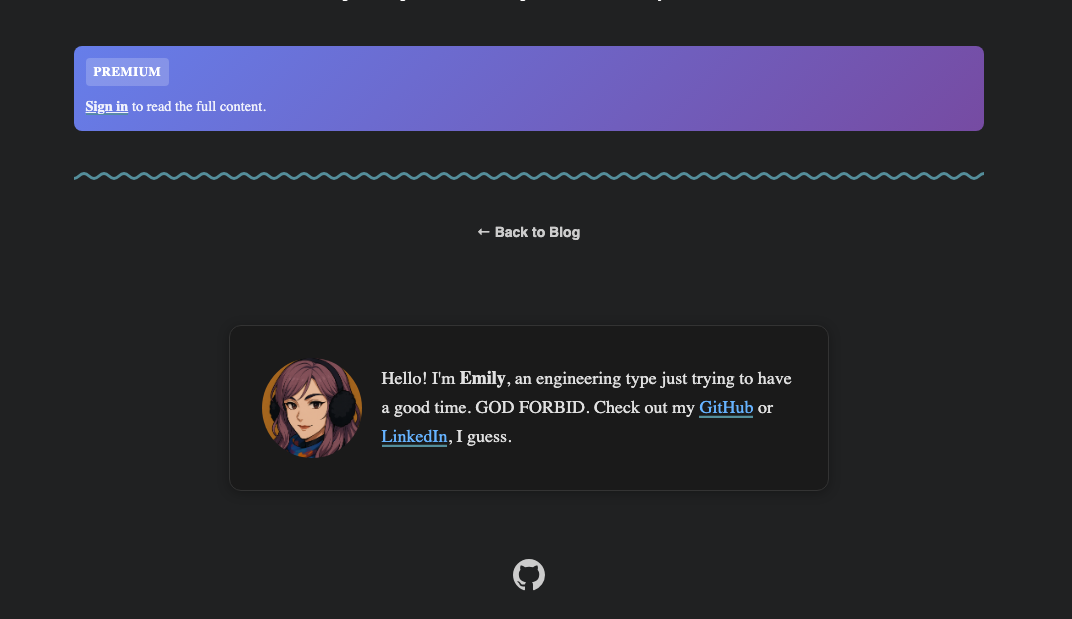 PREMIUM
Sign in to read the full content.
← Back to Blog
Hello! I'm Emily, an engineering type just trying to have
a good time. GOD FORBID. Check out my GitHub or
LinkedIn, I guess.